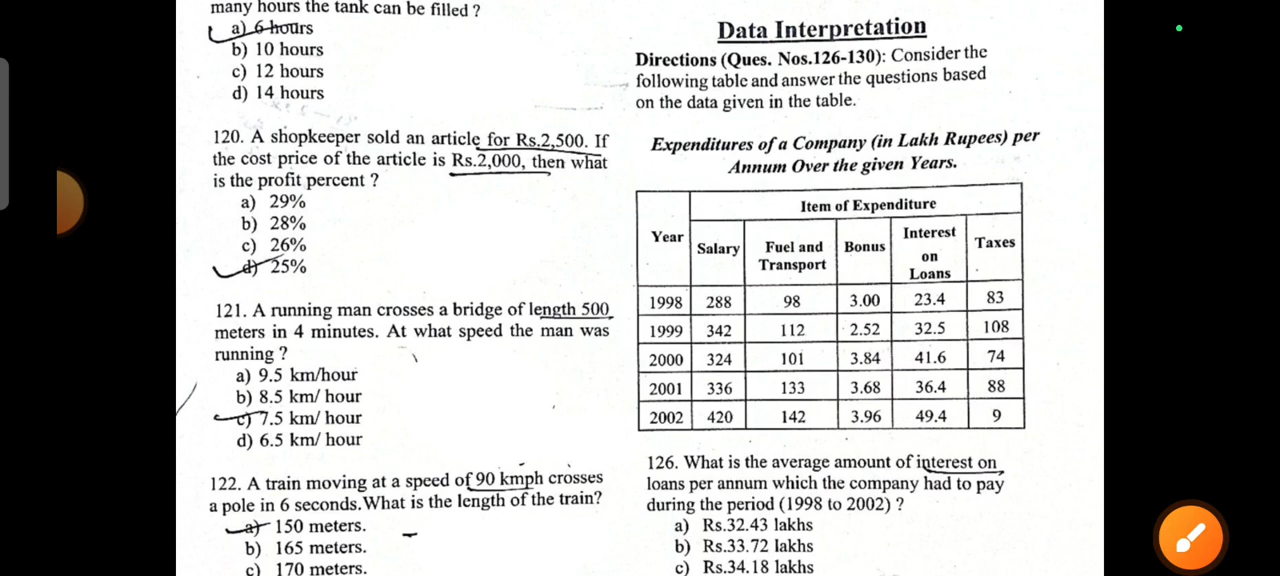 many hours the tank can be filled ?
a) 6 hours
b) 10 hours
c) 12 hours
d) 14 hours
120. A shopkeeper sold an article for Rs.2,500. If
the cost price of the article is Rs.2,000, then what
is the profit percent ?
a) 29%
b) 28%
c) 26%
d) 25%
121. A running man crosses a bridge of length 500
meters in 4 minutes. At what speed the man was
running ?
a) 9.5 km/hour
b) 8.5 km/ hour
c) 7.5 km/ hour
d) 6.5 km/ hour
122. A train moving at a speed of 90 kmph crosses
a pole in 6 seconds.What is the length of the train?
a) 150 meters.
b) 165 meters.
c) 170 meters.
Data Interpretation
Directions (Ques. Nos.126-130): Consider the
following table and answer the questions based
on the data given in the table.
Expenditures of a Company (in Lakh Rupees) per
Annum Over the given Years.
Item of Expenditure
Year Salary Fuel and Transport Bonus Interest on Loans Taxes
1998 288 98 3.00 23.4 83
1999 342 112 2.52 32.5 108
2000 324 101 3.84 41.6 74
2001 336 133 3.68 36.4 88
2002 420 142 3.96 49.4 9
126. What is the average amount of interest on
loans per annum which the company had to pay
during the period (1998 to 2002) ?
a) Rs.32.43 lakhs
b) Rs.33.72 lakhs
c) Rs.34.18 lakhs